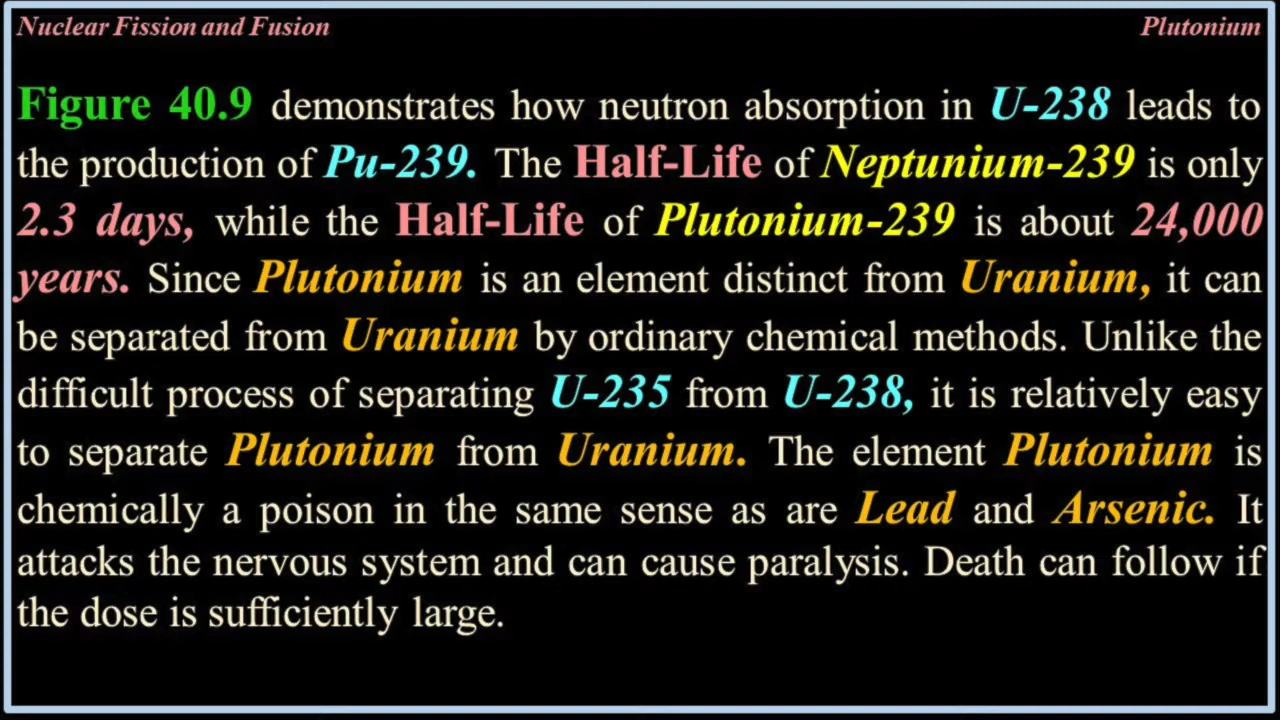 Nuclear Fission and Fusion
Plutonium
Figure 40.9 demonstrates how neutron absorption in U-238 leads to
the production of Pu-239. The Half-Life of Neptunium-239 is only
2.3 days, while the Half-Life of Plutonium-239 is about 24,000
years. Since Plutonium is an element distinct from Uranium, it can
be separated from Uranium by ordinary chemical methods. Unlike the
difficult process of separating U-235 from U-238, it is relatively easy
to separate Plutonium from Uranium. The element Plutonium is
chemically a poison in the same sense as are Lead and Arsenic. It
attacks the nervous system and can cause paralysis. Death can follow if
the dose is sufficiently large.